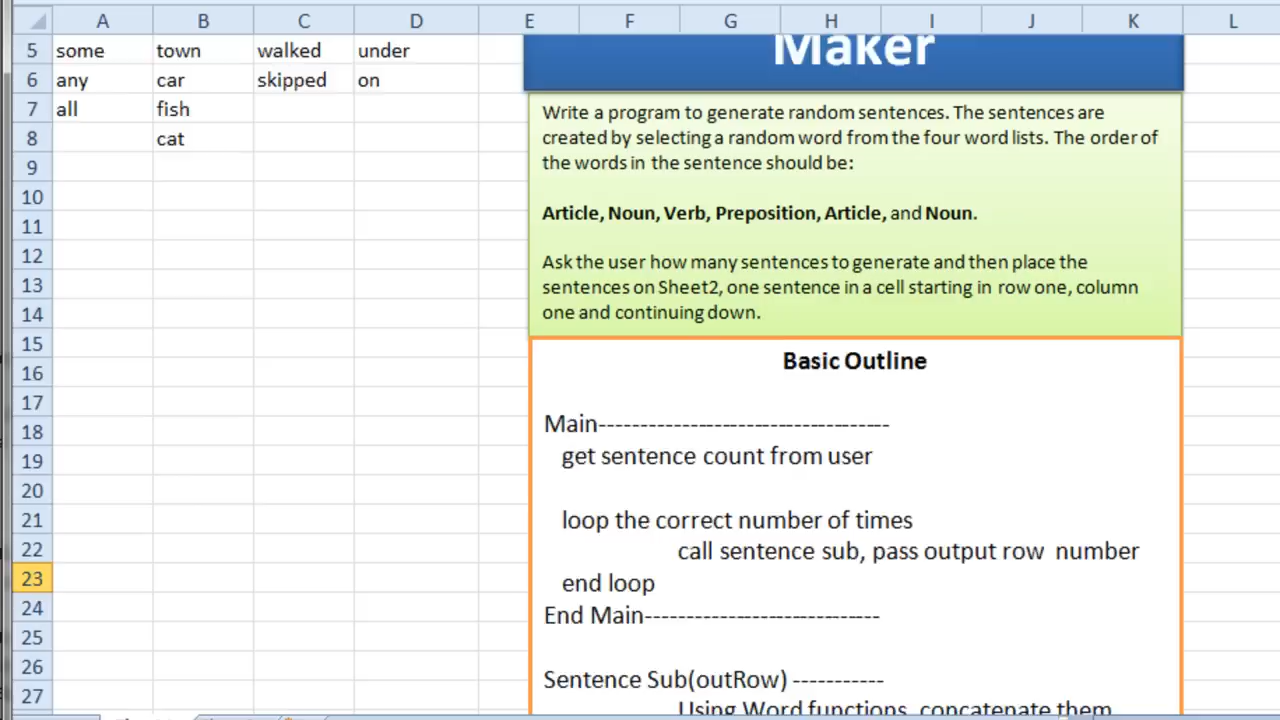 A B C D E F G H I J K L
5 some town walked under
6 any car skipped on
7 all fish
8 cat
9
10
11
12
13
14
15
16
17
18
19
20
21
22
23
24
25
26
27
Maker
Write a program to generate random sentences. The sentences are
created by selecting a random word from the four word lists. The order of
the words in the sentence should be:
Article, Noun, Verb, Preposition, Article, and Noun.
Ask the user how many sentences to generate and then place the
sentences on Sheet2, one sentence in a cell starting in row one, column
one and continuing down.
Basic Outline
Main-----------------------------------
get sentence count from user
loop the correct number of times
call sentence sub, pass output row number
end loop
End Main----------------------------
Sentence Sub(outRow) -----------
Using Word functions, concatenate them